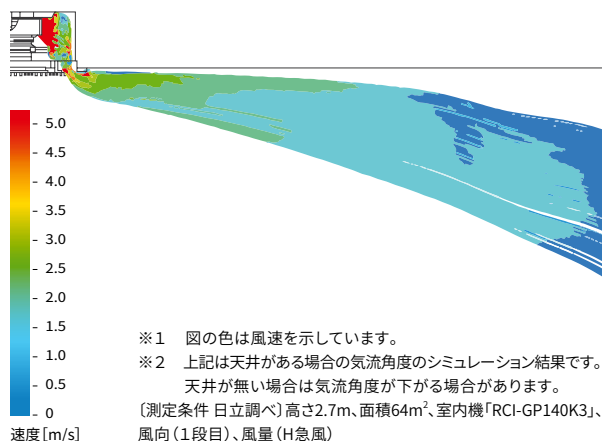 5.0
4.5
4.0
3.5
3.0
2.5
2.0
1.5
1.0
0.5
0
速度[m/s]
※1 図の色は風速を示しています。
※2 上記は天井がある場合の気流角度のシミュレーション結果です。
天井が無い場合は気流角度が下がる場合があります。
〔測定条件 日立調べ〕高さ2.7m、面積64m²、室内機「RCI-GP140K3」、
風向(1段目)、風量(H急風)